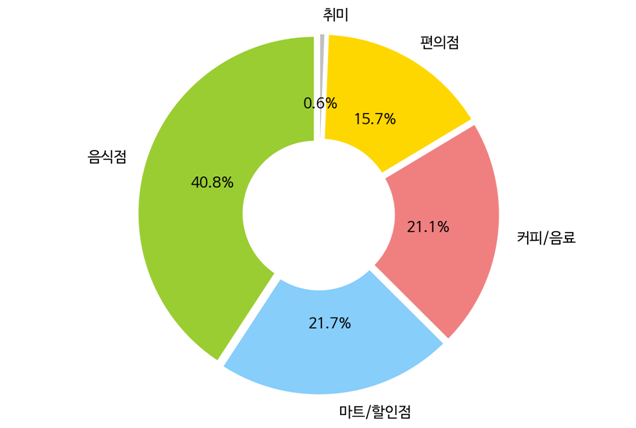 취미
편의점
0.6%
15.7%
음식점
40.8%
21.1%
커피/음료
21.7%
마트/할인점